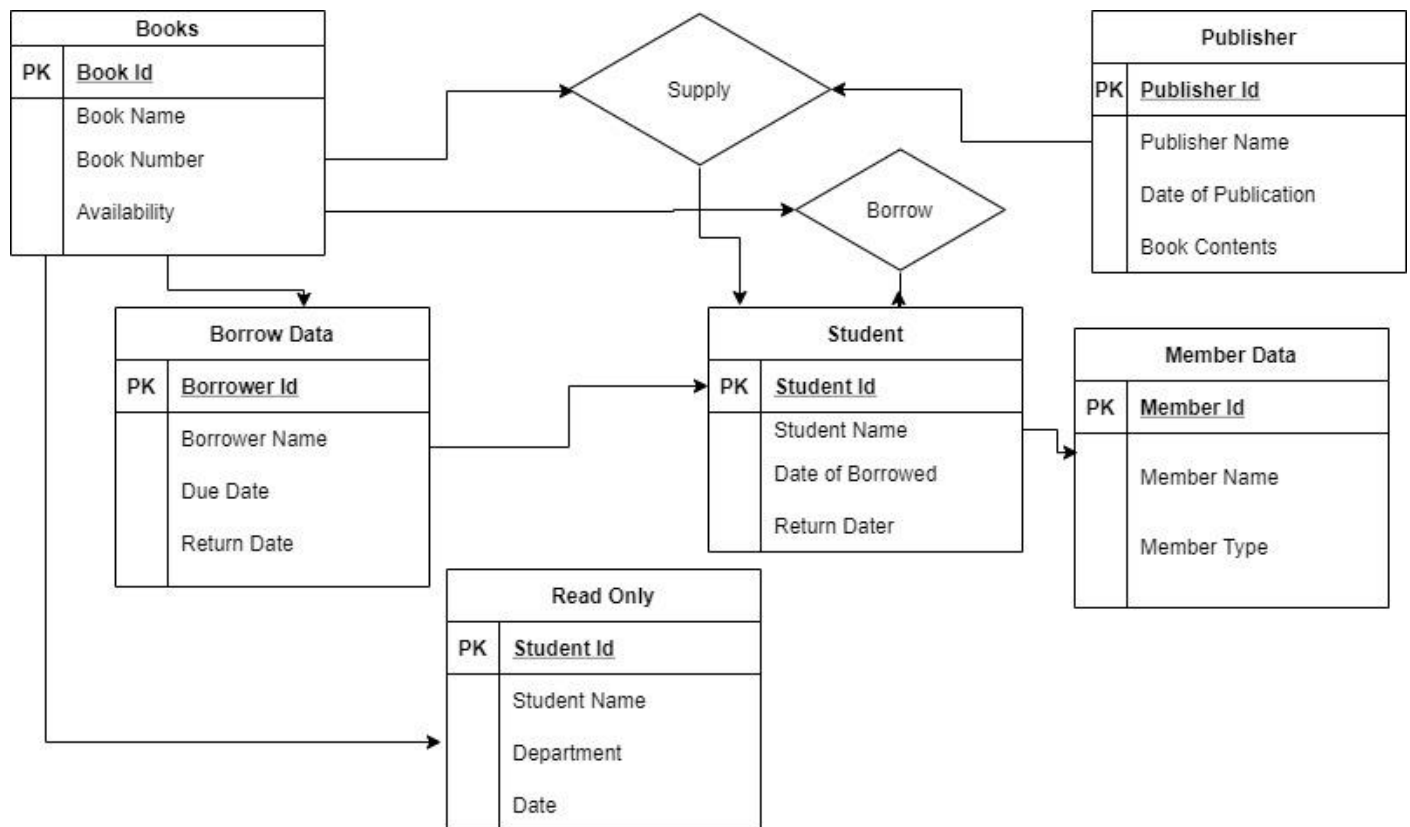 Books
PK Book Id
Book Name
Book Number
Availability
Supply
Publisher
PK Publisher Id
Publisher Name
Date of Publication
Book Contents
Borrow
Borrow Data
PK Borrower Id
Borrower Name
Due Date
Return Date
Student
PK Student Id
Student Name
Date of Borrowed
Return Dater
Member Data
PK Member Id
Member Name
Member Type
Read Only
PK Student Id
Student Name
Department
Date